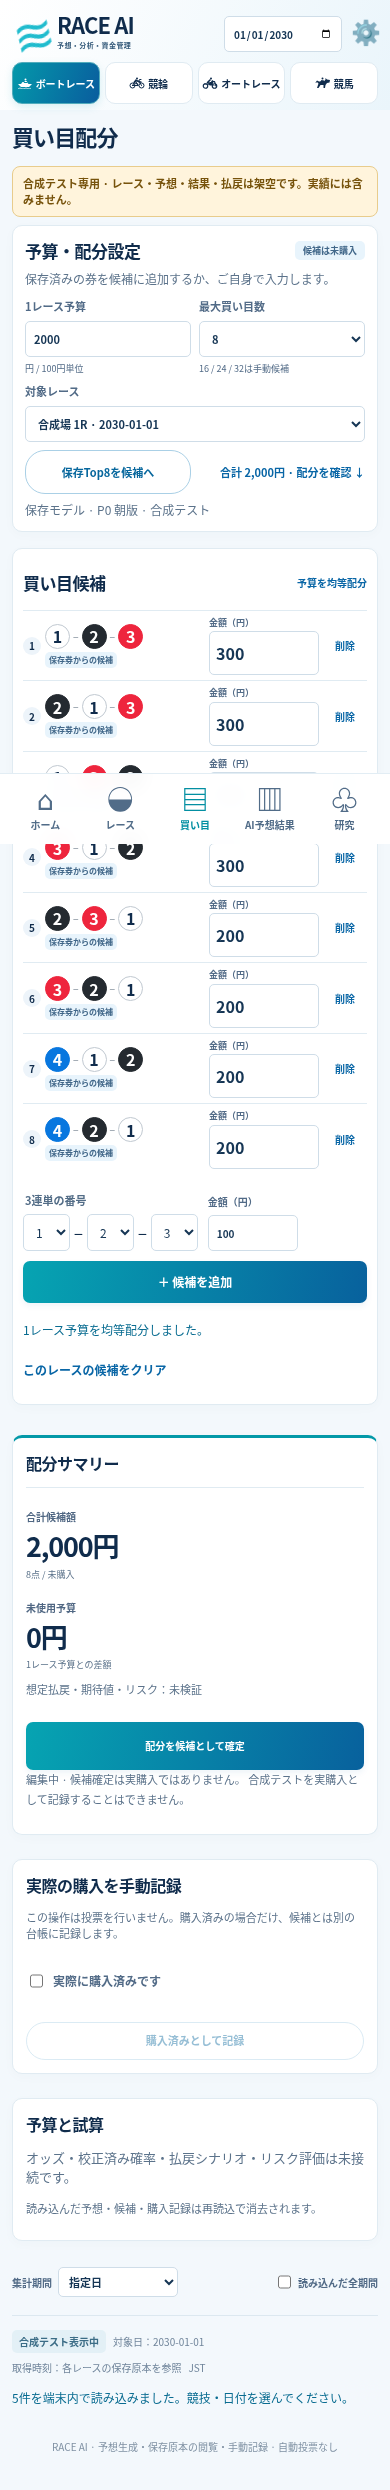 RACE AI
予想・分析・資金管理
01/01/2030
ボートレース
競輪
オートレース
競馬
買い目配分
合成テスト専用・レース・予想・結果・払戻は架空です。実績には含
みません。
予算・配分設定
候補は未購入
保存済みの券を候補に追加するか、ご自身で入力します。
1レース予算
最大買い目数
2000
8
円 / 100円単位
16 / 24 / 32は手動候補
対象レース
合成場 1R · 2030-01-01
保存Top8を候補へ
合計 2,000円・配分を確認 ↓
保存モデル · P0 朝版 · 合成テスト
買い目候補
予算を均等配分
金額（円）
1
1 – 2 – 3
300
削除
保存券からの候補
金額（円）
2
2 – 1 – 3
300
削除
保存券からの候補
金額（円）
ホーム
レース
買い目
AI予想結果
研究
4
3 – 1 – 2
300
削除
保存券からの候補
金額（円）
5
2 – 3 – 1
200
削除
保存券からの候補
金額（円）
6
3 – 2 – 1
200
削除
保存券からの候補
金額（円）
7
4 – 1 – 2
200
削除
保存券からの候補
金額（円）
8
4 – 2 – 1
200
削除
保存券からの候補
3連単の番号
金額（円）
1 – 2 – 3
100
＋ 候補を追加
1レース予算を均等配分しました。
このレースの候補をクリア
配分サマリー
合計候補額
2,000円
8点 / 未購入
未使用予算
0円
1レース予算との差額
想定払戻・期待値・リスク：未検証
配分を候補として確定
編集中・候補確定は実購入ではありません。 合成テストを実購入と
して記録することはできません。
実際の購入を手動記録
この操作は投票を行いません。購入済みの場合だけ、候補とは別の
台帳に記録します。
実際に購入済みです
購入済みとして記録
予算と試算
オッズ・校正済み確率・払戻シナリオ・リスク評価は未接
続です。
読み込んだ予想・候補・購入記録は再読込で消去されます。
集計期間
指定日
読み込んだ全期間
合成テスト表示中
対象日：2030-01-01
取得時刻：各レースの保存原本を参照 JST
5件を端末内で読み込みました。競技・日付を選んでください。
RACE AI · 予想生成・保存原本の閲覧・手動記録 · 自動投票なし